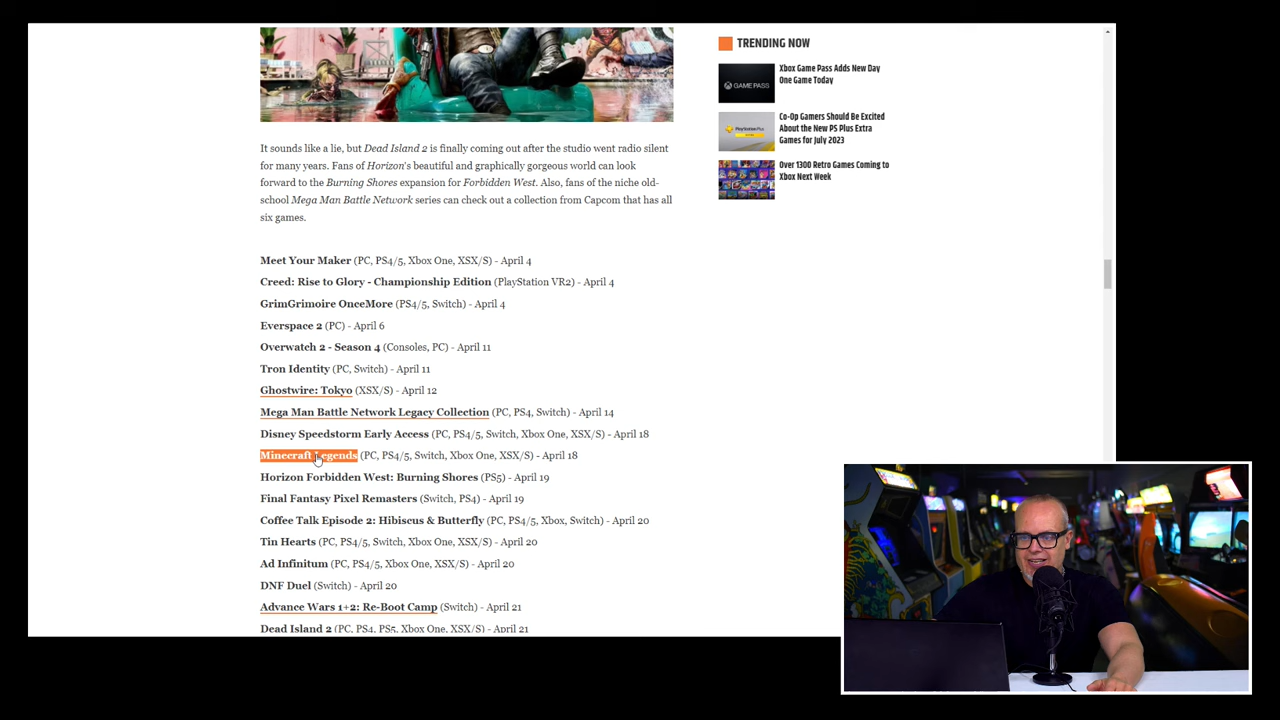 It sounds like a lie, but Dead Island 2 is finally coming out after the studio went radio silent
for many years. Fans of Horizon's beautiful and graphically gorgeous world can look
forward to the Burning Shores expansion for Forbidden West. Also, fans of the niche old-
school Mega Man Battle Network series can check out a collection from Capcom that has all
six games.
Meet Your Maker (PC, PS4/5, Xbox One, XSX/S) - April 4
Creed: Rise to Glory - Championship Edition (PlayStation VR2) - April 4
GrimGrimoire OnceMore (PS4/5, Switch) - April 4
Everspace 2 (PC) - April 6
Overwatch 2 - Season 4 (Consoles, PC) - April 11
Tron Identity (PC, Switch) - April 11
Ghostwire: Tokyo (XSX/S) - April 12
Mega Man Battle Network Legacy Collection (PC, PS4, Switch) - April 14
Disney Speedstorm Early Access (PC, PS4/5, Switch, Xbox One, XSX/S) - April 18
Minecraft Legends (PC, PS4/5, Switch, Xbox One, XSX/S) - April 18
Horizon Forbidden West: Burning Shores (PS5) - April 19
Final Fantasy Pixel Remasters (Switch, PS4) - April 19
Coffee Talk Episode 2: Hibiscus & Butterfly (PC, PS4/5, Xbox, Switch) - April 20
Tin Hearts (PC, PS4/5, Switch, Xbox One, XSX/S) - April 20
Ad Infinitum (PC, PS4/5, Xbox One, XSX/S) - April 20
DNF Duel (Switch) - April 20
Advance Wars 1+2: Re-Boot Camp (Switch) - April 21
Dead Island 2 (PC, PS4, PS5, Xbox One, XSX/S) - April 21
TRENDING NOW
GAME PASS
Xbox Game Pass Adds New Day
One Game Today
PlayStation Plus
Co-Op Gamers Should Be Excited
About the New PS Plus Extra
Games for July 2023
Over 1300 Retro Games Coming to
Xbox Next Week